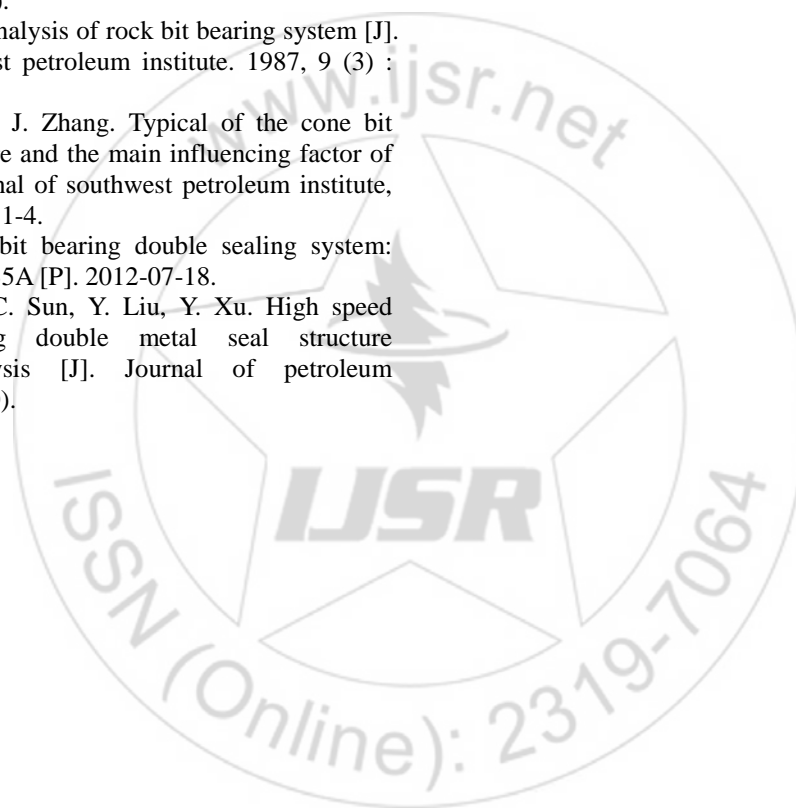 ).
nalysis of rock bit bearing system [J].
st petroleum institute. 1987, 9 (3) :
J. Zhang. Typical of the cone bit
e and the main influencing factor of
nal of southwest petroleum institute,
1-4.
bit bearing double sealing system:
5A [P]. 2012-07-18.
C. Sun, Y. Liu, Y. Xu. High speed
g double metal seal structure
ysis [J]. Journal of petroleum
).
www.ijsr.net
IJSR
ISSN (Online): 2319-7064